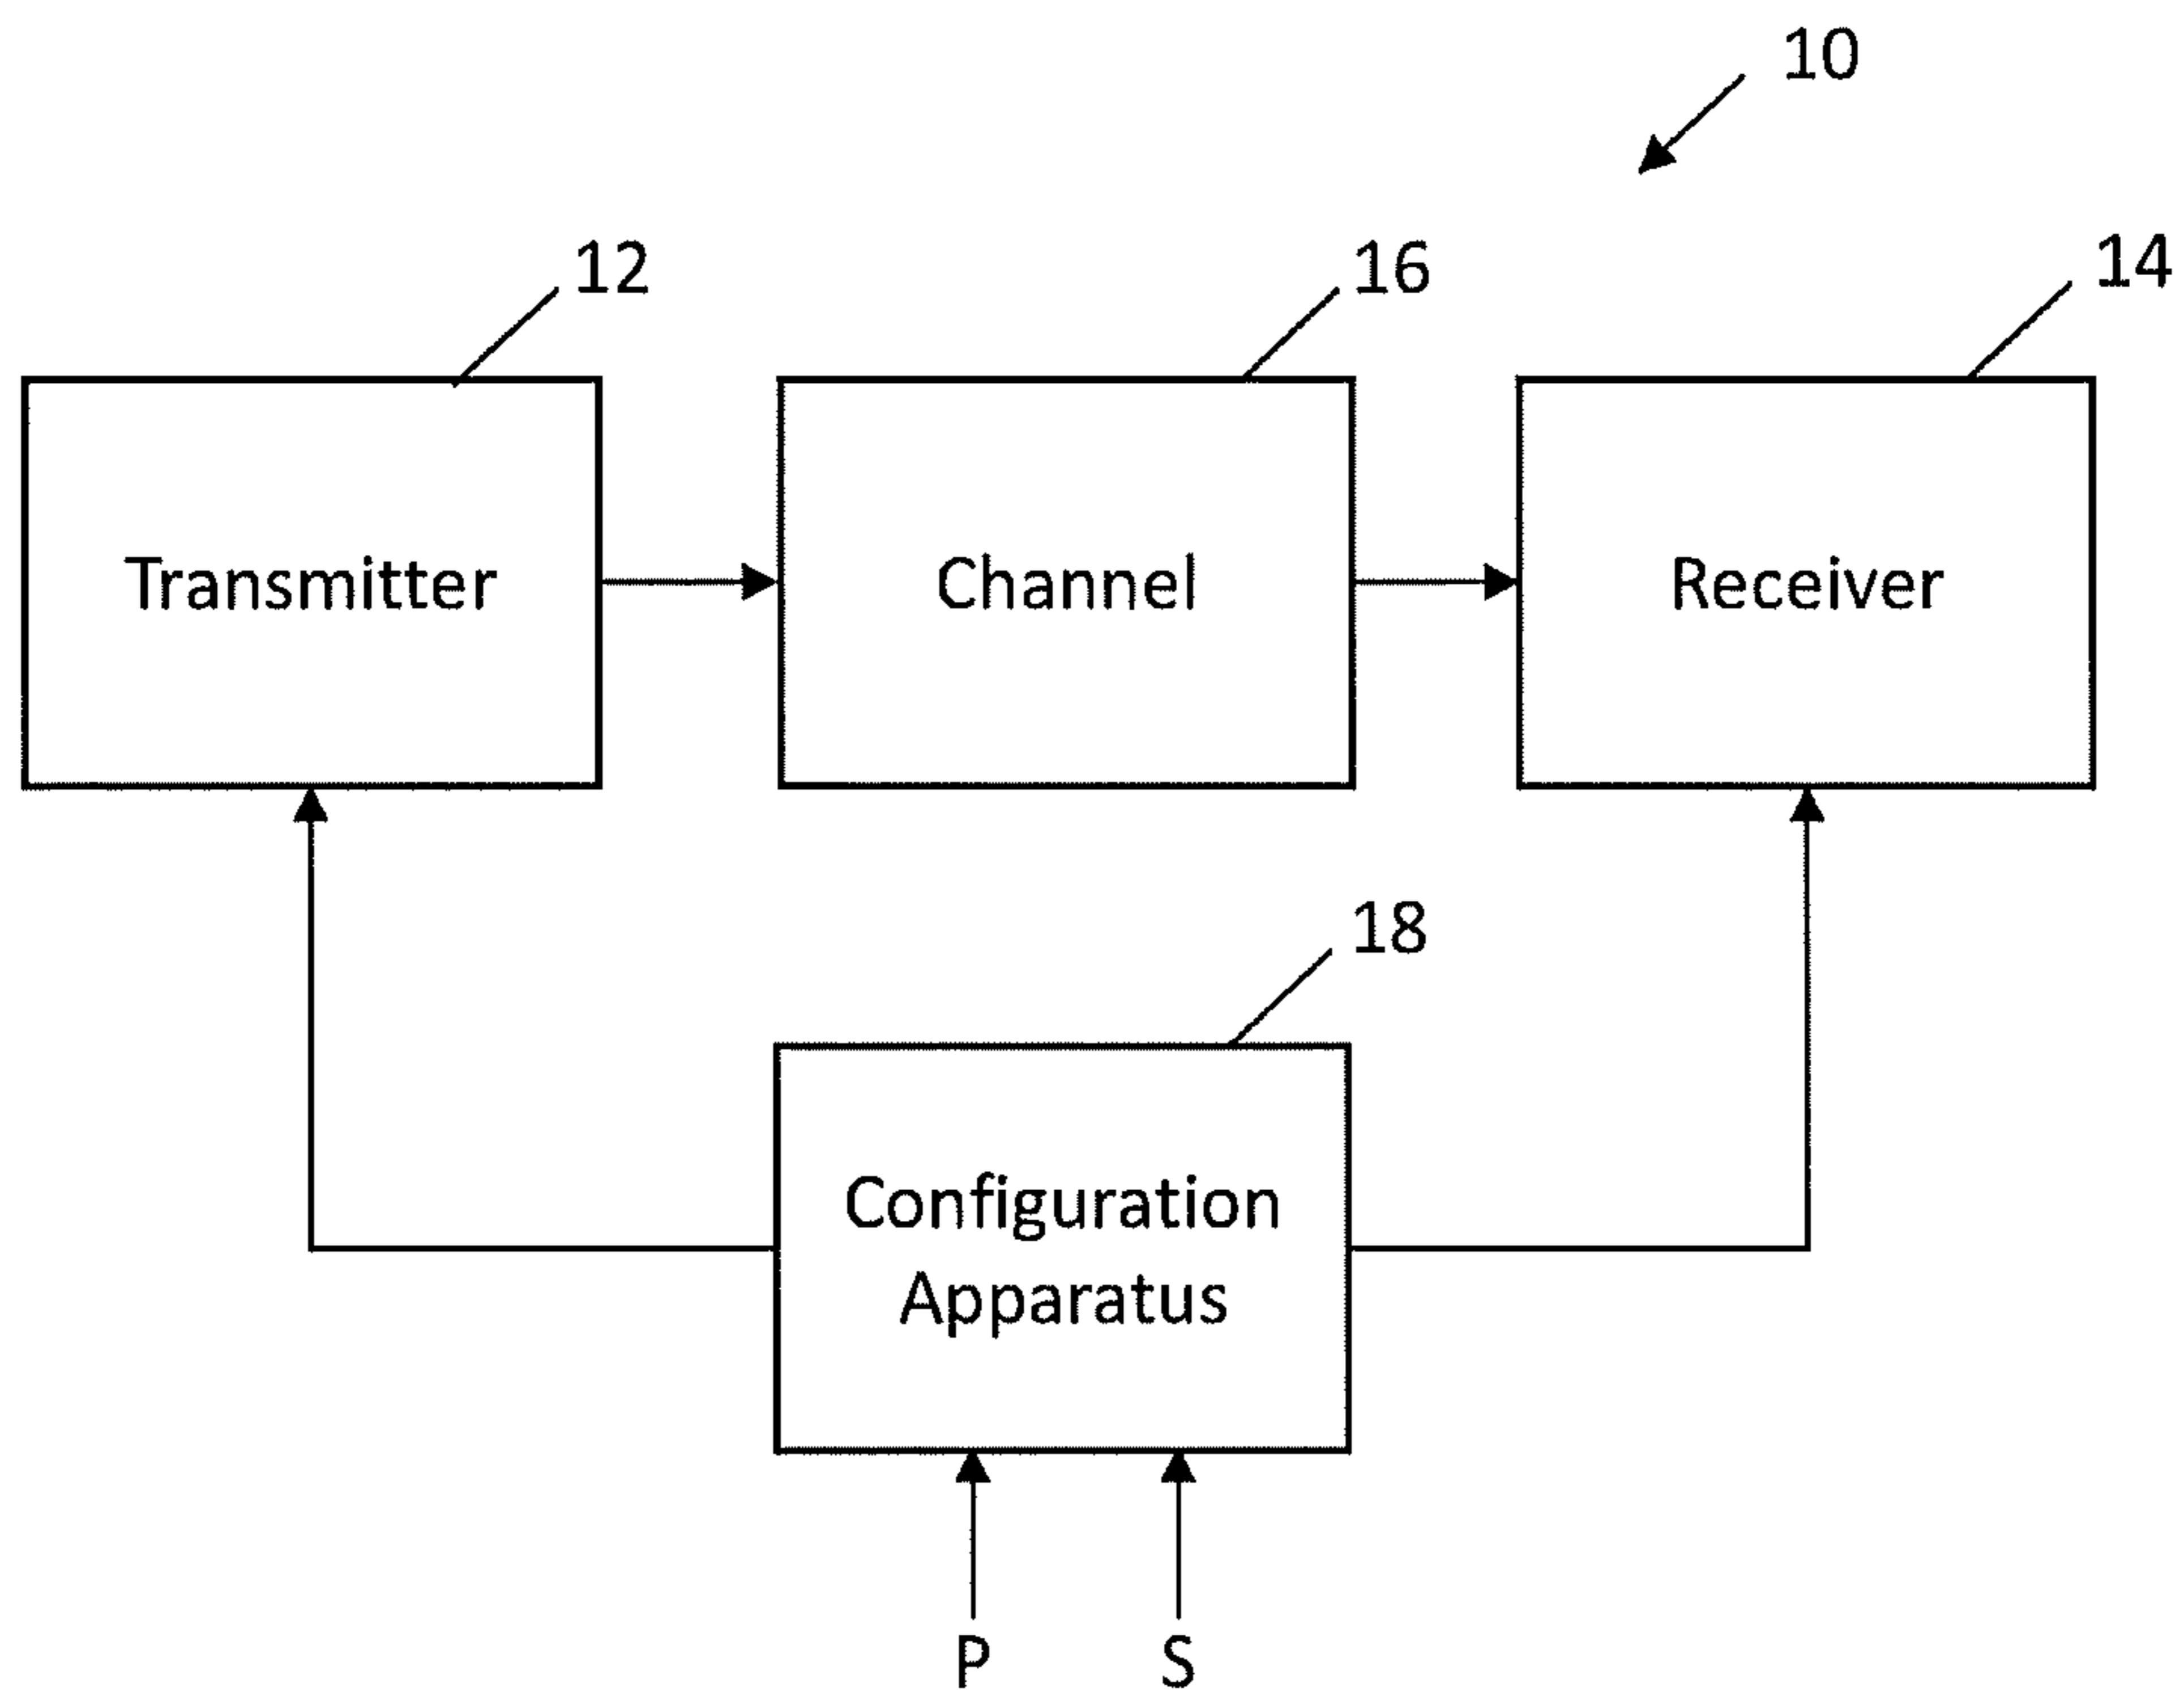 10
12
16
14
Transmitter
Channel
Receiver
18
Configuration
Apparatus
P
S